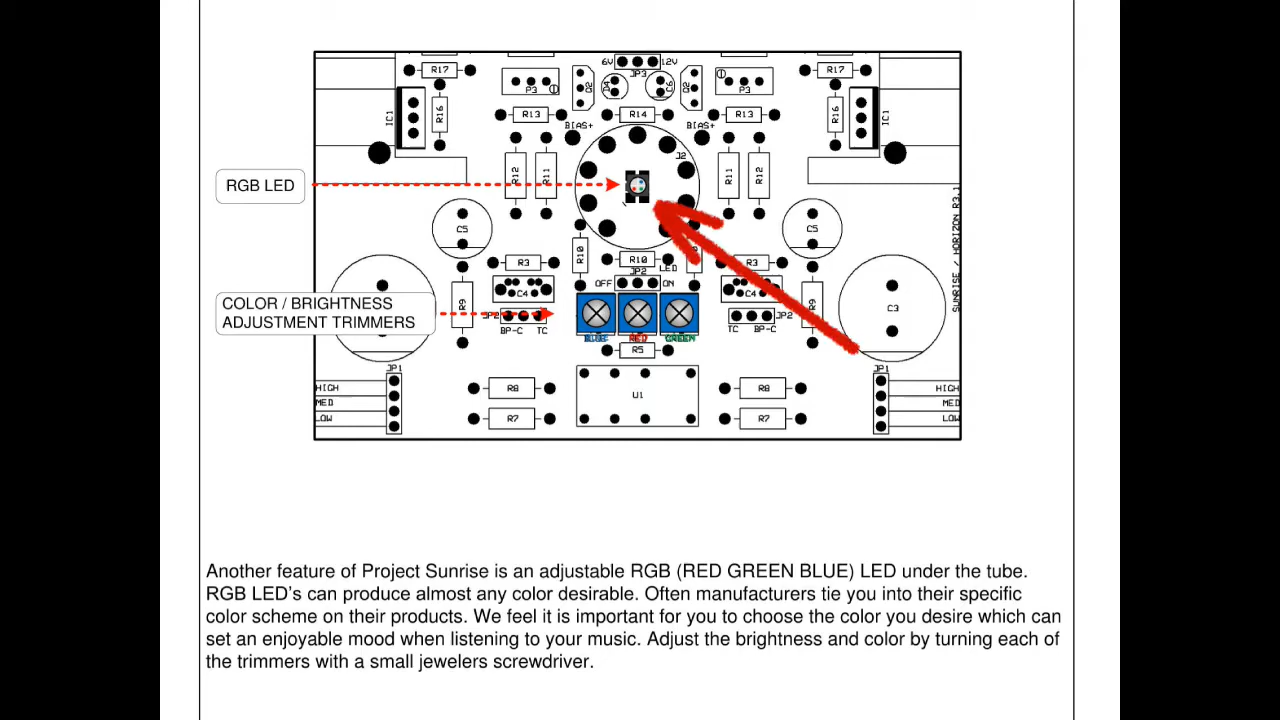 R17
R17
6V
12V
JP3
P3
Q2
D4
C6
Q2
P3
IC1
R16
R13
R14
R13
R16
IC1
BIAS+
BIAS+
J2
RGB LED
R12
R11
R11
R12
SUNRISE / HORIZON R3.1
C5
C5
R10
R3
R10
R3
LED
JP2
OFF
ON
C4
C4
COLOR / BRIGHTNESS
ADJUSTMENT TRIMMERS
R9
R9
C3
JP2
BP-C
TC
TC
BP-C
JP2
BLUE
RED
GREEN
R5
JP1
JP1
HIGH
MED
LOW
R8
U1
R8
HIGH
MED
LOW
R7
R7
Another feature of Project Sunrise is an adjustable RGB (RED GREEN BLUE) LED under the tube.
RGB LED's can produce almost any color desirable. Often manufacturers tie you into their specific
color scheme on their products. We feel it is important for you to choose the color you desire which can
set an enjoyable mood when listening to your music. Adjust the brightness and color by turning each of
the trimmers with a small jewelers screwdriver.